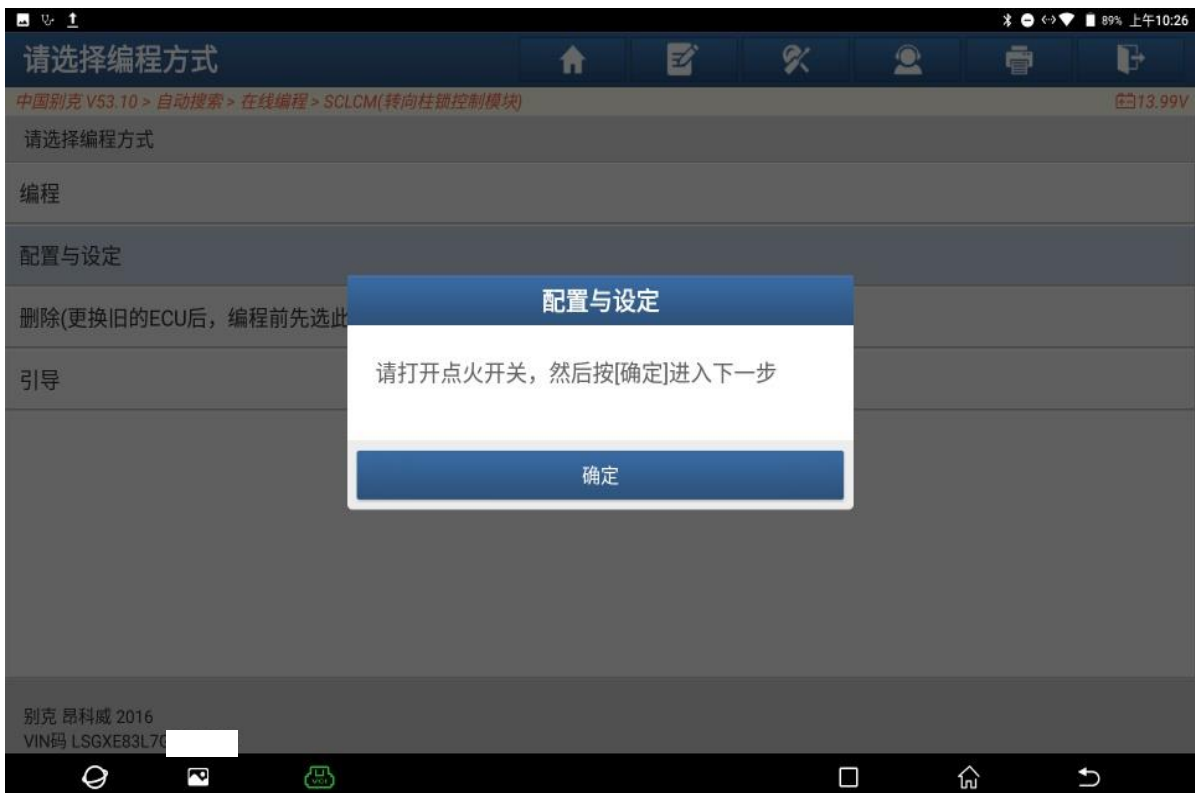 89% 上午10:26
请选择编程方式
中国别克 V53.10 > 自动搜索 > 在线编程 > SCLCM(转向柱锁控制模块)
13.99V
请选择编程方式
编程
配置与设定
删除(更换旧的ECU后，编程前先选此
引导
配置与设定
请打开点火开关，然后按[确定]进入下一步
确定
别克 昂科威 2016
VIN码 LSGXE83L7G
VCI